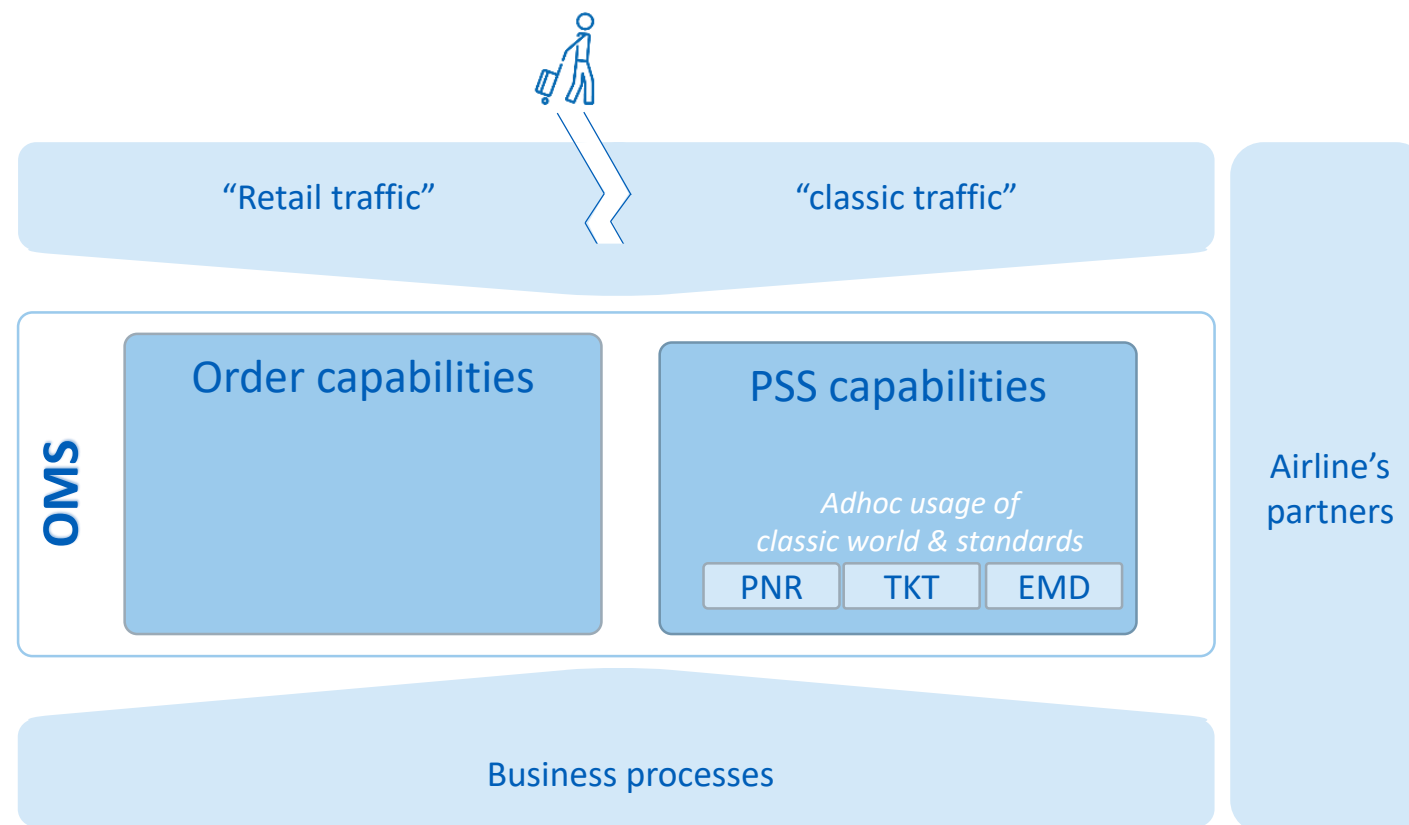 “Retail traffic”
“classic traffic”
OMS
Order capabilities
PSS capabilities
Adhoc usage of
classic world & standards
PNR
TKT
EMD
Airline’s
partners
Business processes